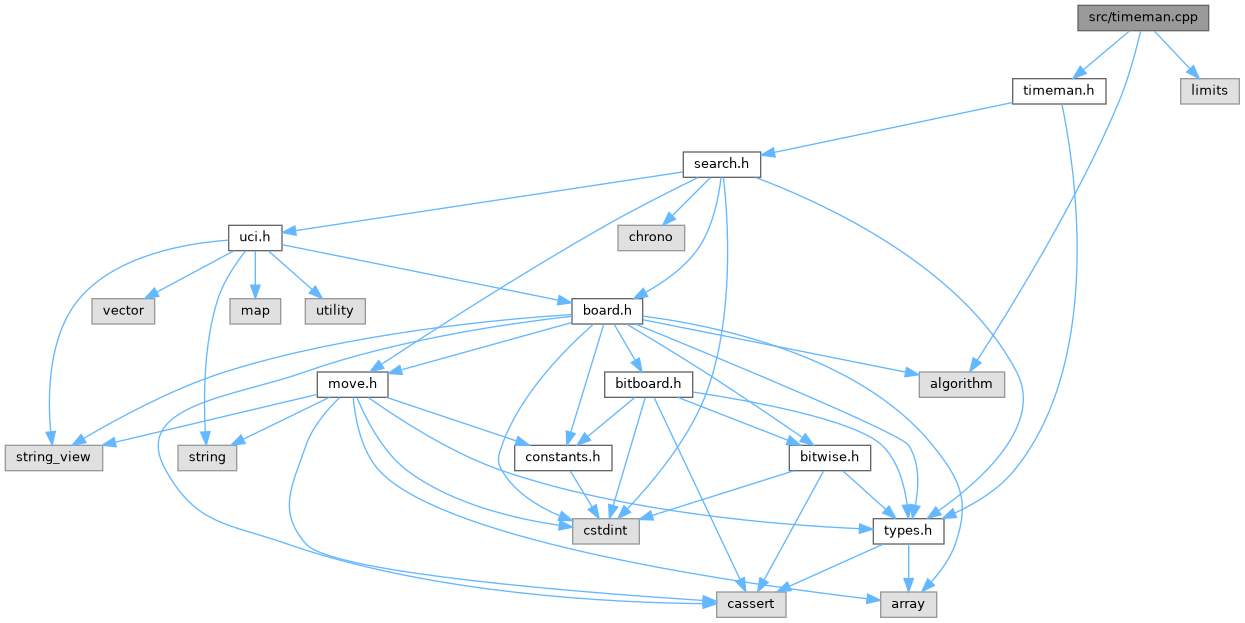 src/timeman.cpp
timeman.h
limits
search.h
uci.h
chrono
vector
map
utility
board.h
move.h
bitboard.h
algorithm
string_view
string
constants.h
bitwise.h
cstdint
types.h
cassert
array